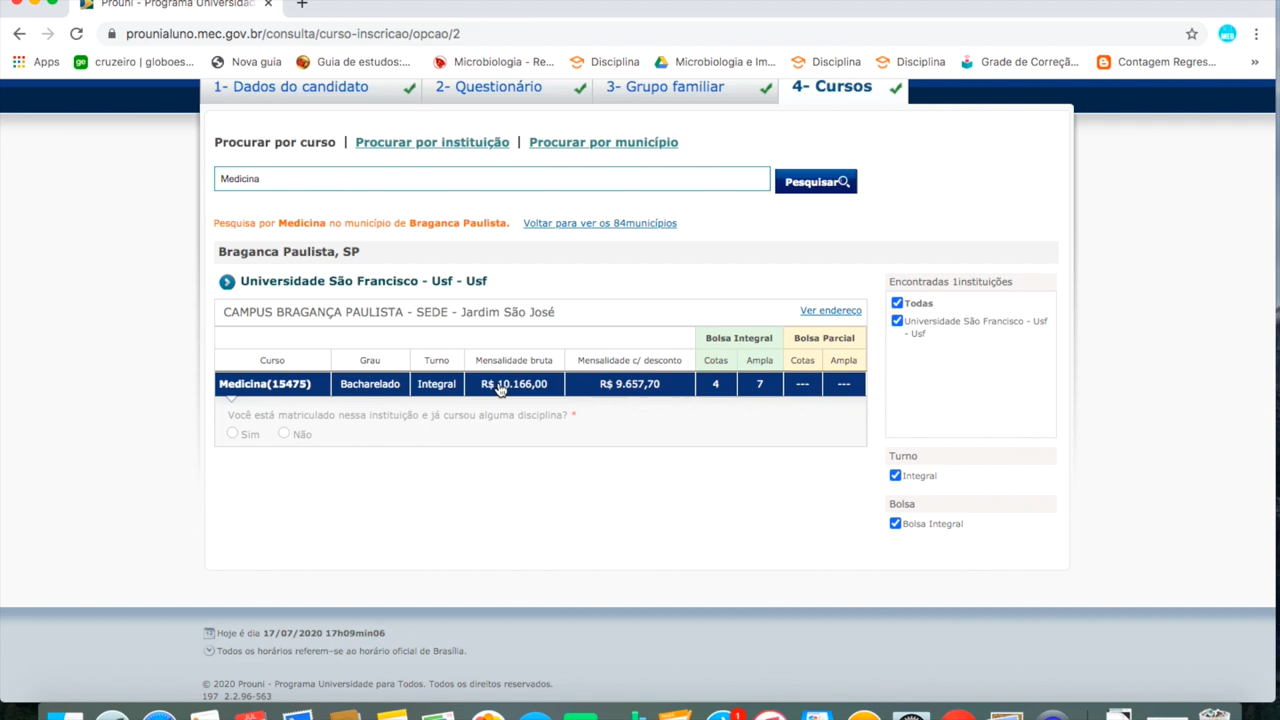 Prouni - Programa Universidad
prounialuno.mec.gov.br/consulta/curso-inscricao/opcao/2
Apps cruzeiro | globoes... Nova guia Guia de estudos:... Microbiologia - Re... Disciplina Microbiologia e Im... Disciplina Disciplina Grade de Correçã... Contagem Regres... »
1- Dados do candidato 2- Questionário 3- Grupo familiar 4- Cursos
Procurar por curso | Procurar por instituição | Procurar por município
Medicina Pesquisar
Pesquisa por Medicina no município de Braganca Paulista. Voltar para ver os 84municípios
Braganca Paulista, SP
Universidade São Francisco - Usf - Usf
CAMPUS BRAGANÇA PAULISTA - SEDE - Jardim São José Ver endereço
Bolsa Integral Bolsa Parcial
Curso Grau Turno Mensalidade bruta Mensalidade c/ desconto Cotas Ampla Cotas Ampla
Medicina(15475) Bacharelado Integral R$ 10.166,00 R$ 9.657,70 4 7 --- ---
Você está matriculado nessa instituição e já cursou alguma disciplina? *
Sim Não
Encontradas 1instituições
Todas
Universidade São Francisco - Usf
- Usf
Turno
Integral
Bolsa
Bolsa Integral
Hoje é dia 17/07/2020 17h09min06
Todos os horários referem-se ao horário oficial de Brasília.
© 2020 Prouni - Programa Universidade para Todos. Todos os direitos reservados.
197 2.2.96-563
1